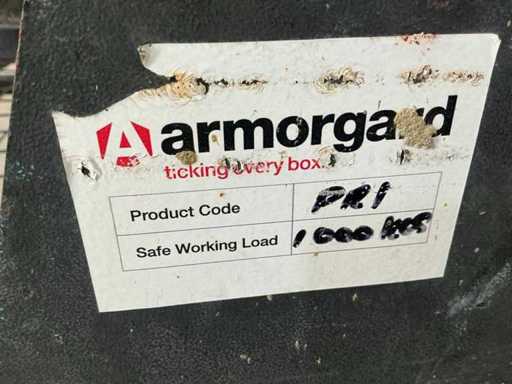 armorgard
ticking every box.
Product Code PR1
Safe Working Load 1000 KGS